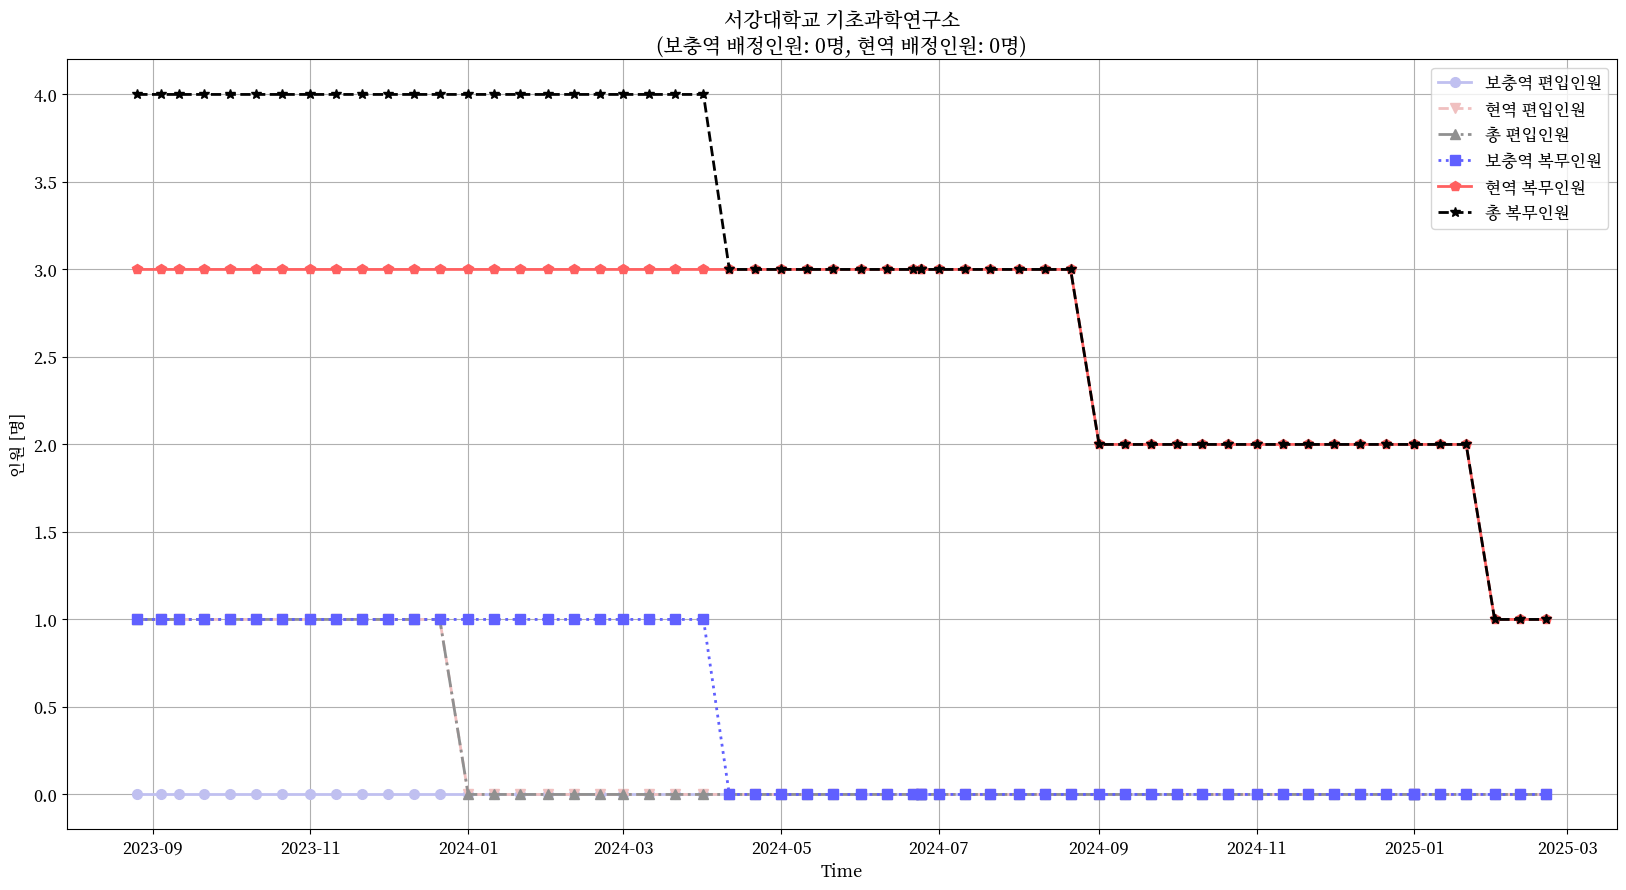 서강대학교 기초과학연구소
(보충역 배정인원: 0명, 현역 배정인원: 0명)
보충역 편입인원
현역 편입인원
총 편입인원
보충역 복무인원
현역 복무인원
총 복무인원
인원 [명]
4.0
3.5
3.0
2.5
2.0
1.5
1.0
0.5
0.0
2023-09
2023-11
2024-01
2024-03
2024-05
2024-07
2024-09
2024-11
2025-01
2025-03
Time